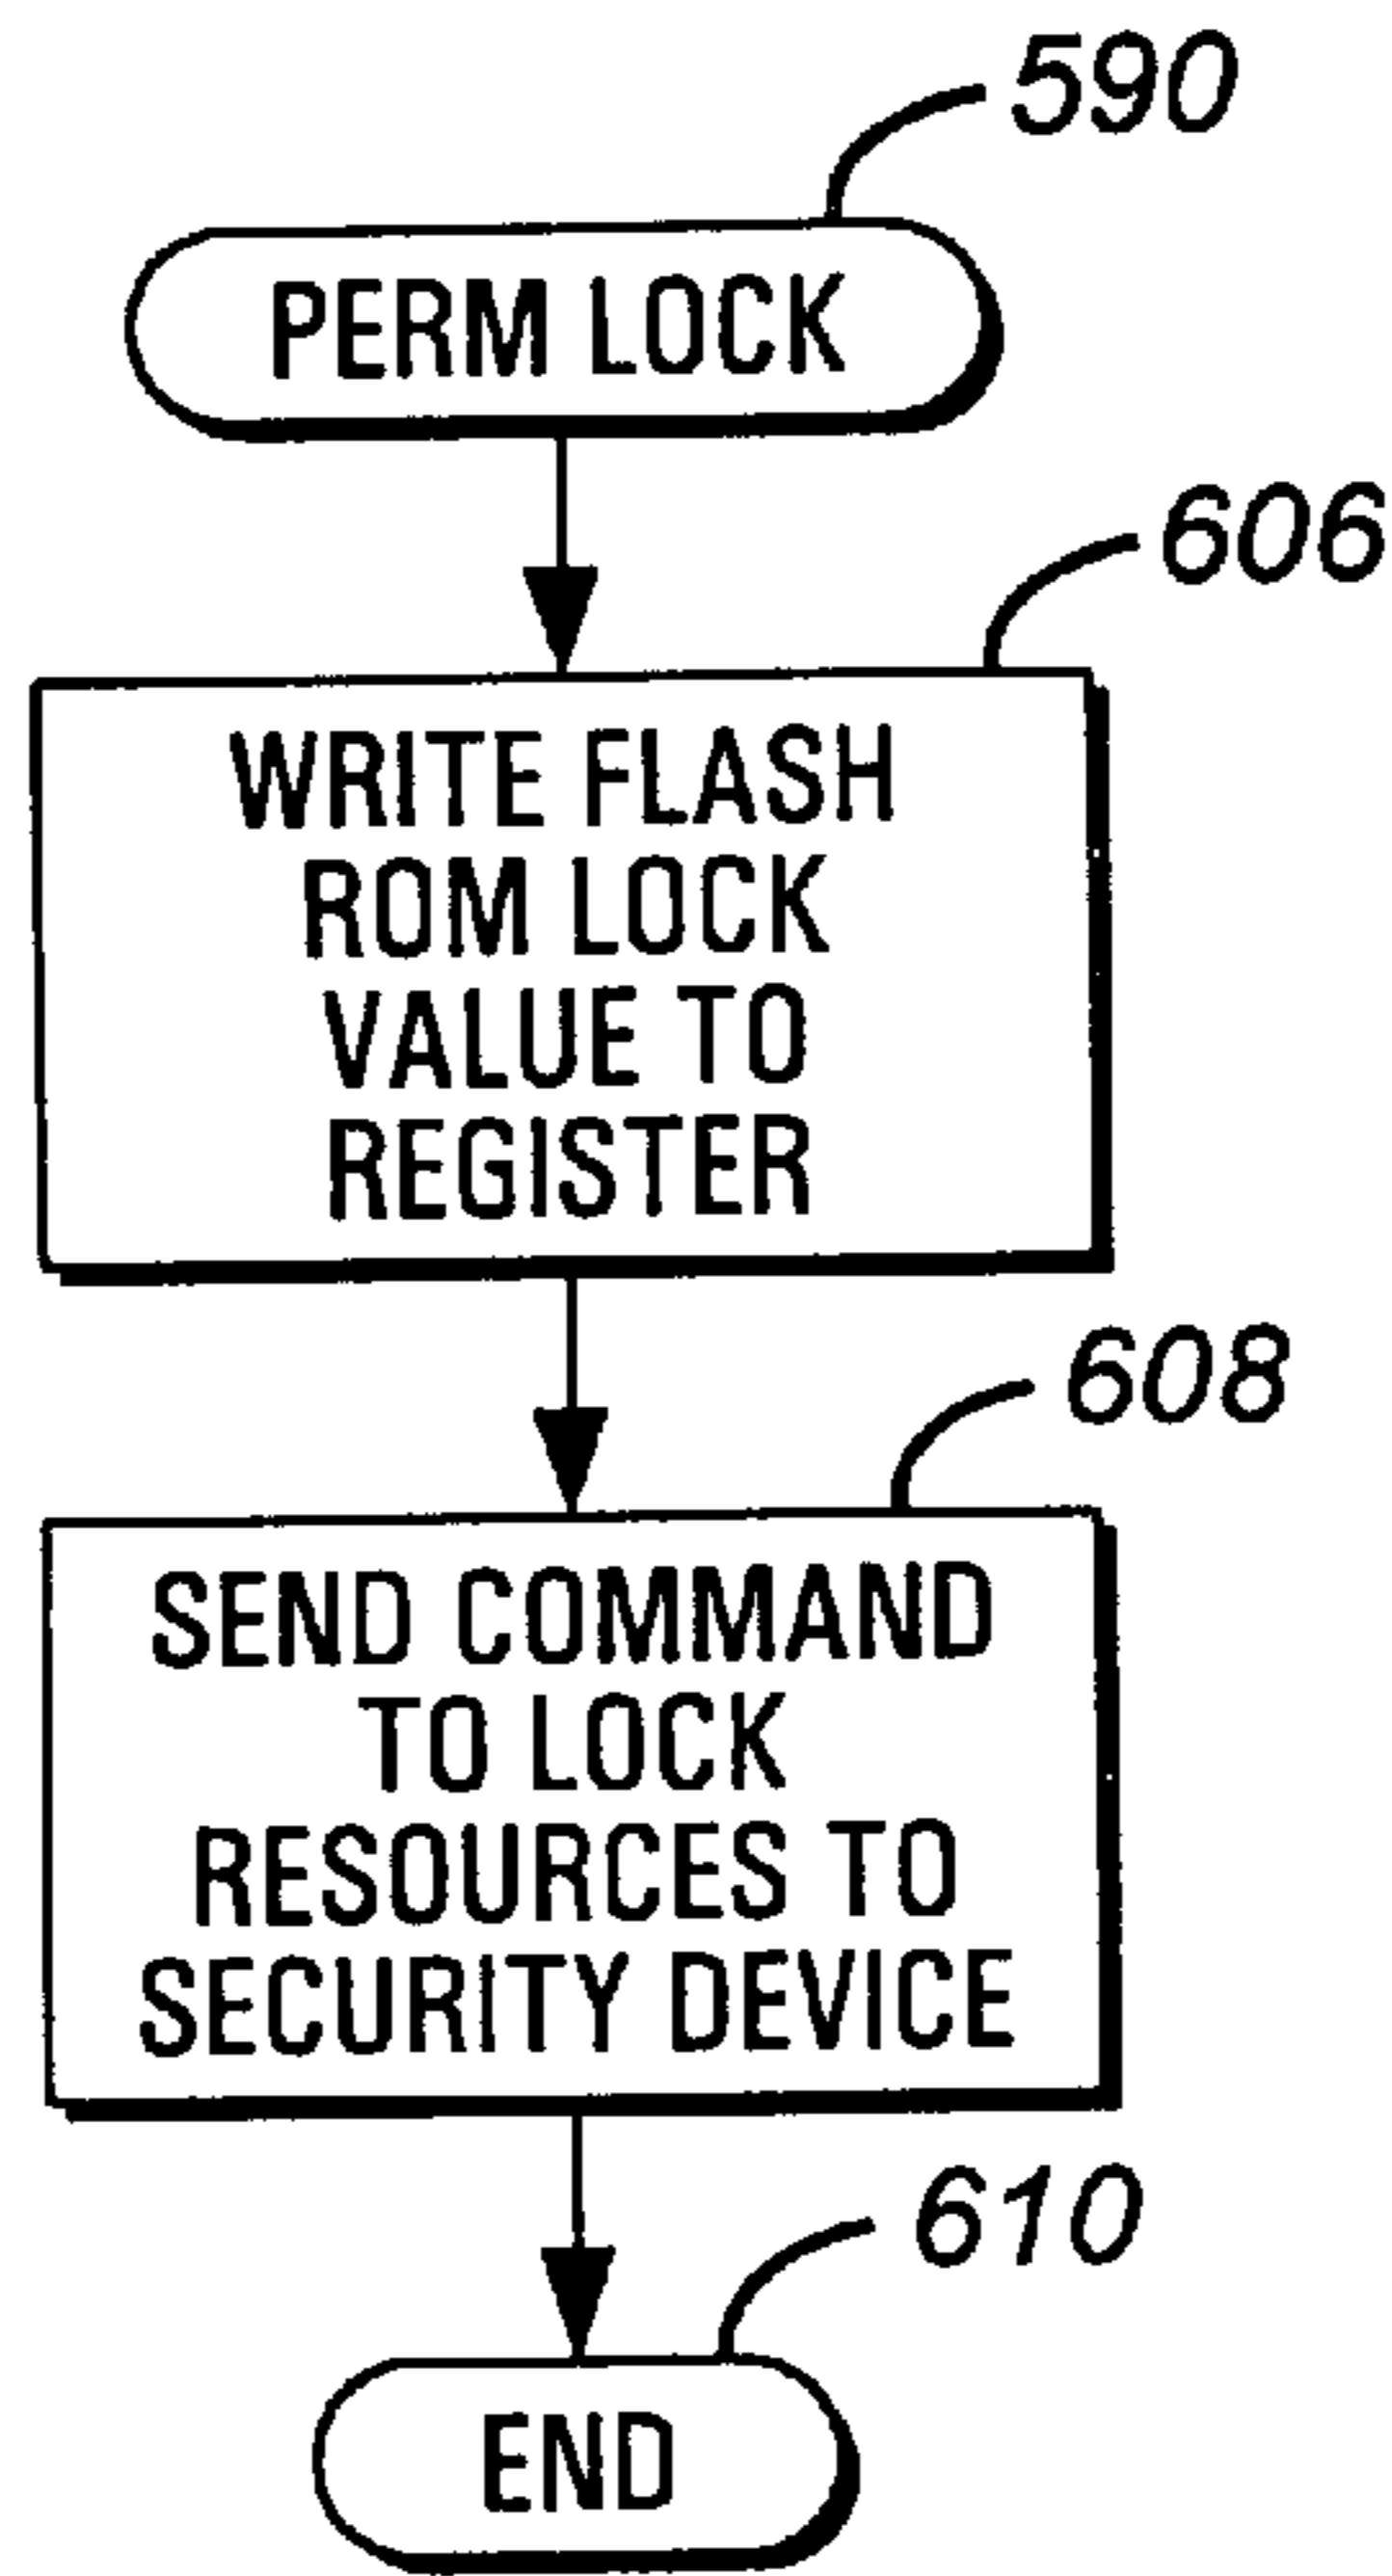 590
PERM LOCK
606
WRITE FLASH
ROM LOCK
VALUE TO
REGISTER
608
SEND COMMAND
TO LOCK
RESOURCES TO
SECURITY DEVICE
610
END